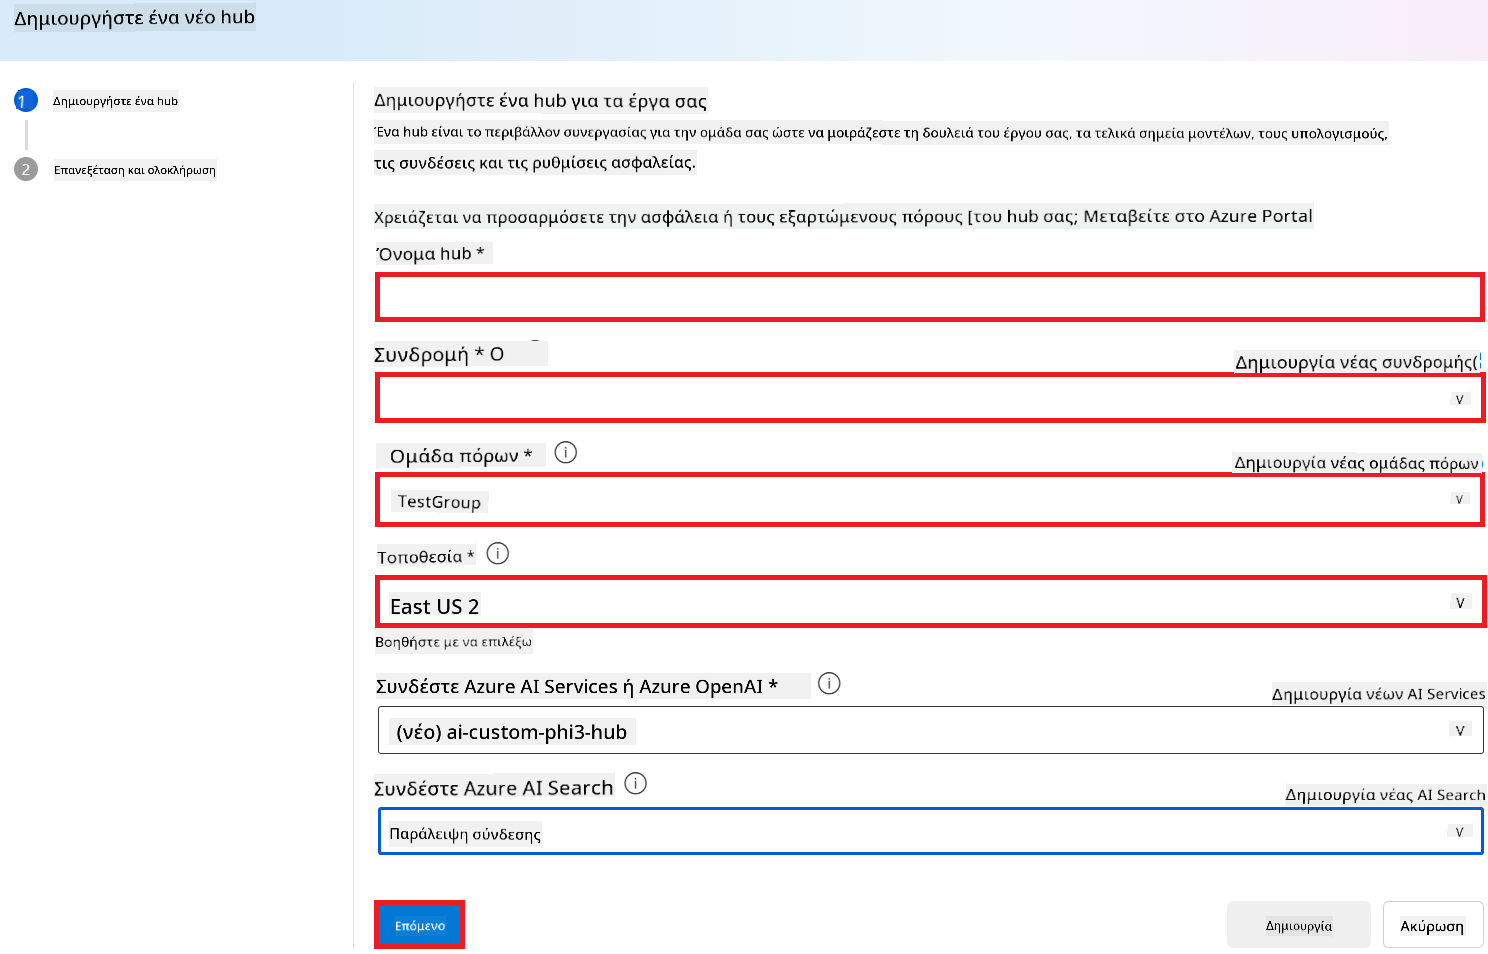 Δημιουργήστε ένα νέο hub
1 Δημιουργήστε ένα hub
2 Επανεξέταση και ολοκλήρωση
Δημιουργήστε ένα hub για τα έργα σας
Ένα hub είναι το περιβάλλον συνεργασίας για την ομάδα σας ώστε να μοιράζεστε τη δουλειά του έργου σας, τα τελικά σημεία μοντέλων, τους υπολογισμούς,
τις συνδέσεις και τις ρυθμίσεις ασφαλείας.
Χρειάζεται να προσαρμόσετε την ασφάλεια ή τους εξαρτώμενους πόρους [του hub σας; Μεταβείτε στο Azure Portal
Όνομα hub *
Συνδρομή * Ο
Δημιουργία νέας συνδρομής(
v
Ομάδα πόρων *
Δημιουργία νέας ομάδας πόρων
TestGroup
v
Τοποθεσία *
East US 2
v
Βοηθήστε με να επιλέξω
Συνδέστε Azure AI Services ή Azure OpenAI *
Δημιουργία νέων AI Services
(νέο) ai-custom-phi3-hub
v
Συνδέστε Azure AI Search
Δημιουργία νέας AI Search
Παράλειψη σύνδεσης
v
Επόμενο
Δημιουργία
Ακύρωση